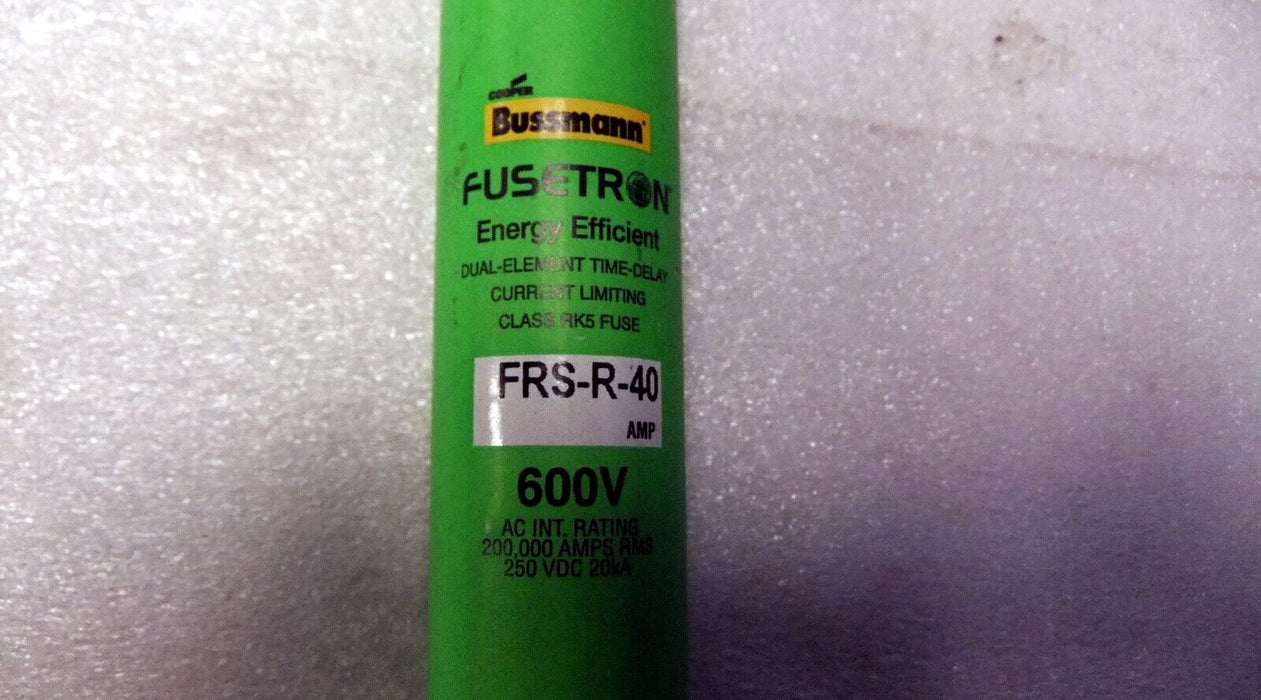 COOPER
Bussmann®
FUSETRON™
Energy Efficient
DUAL-ELEMENT TIME-DELAY
CURRENT LIMITING
CLASS RK5 FUSE
FRS-R-40
AMP
600V
AC INT. RATING
200,000 AMPS RMS
250 VDC 20kA